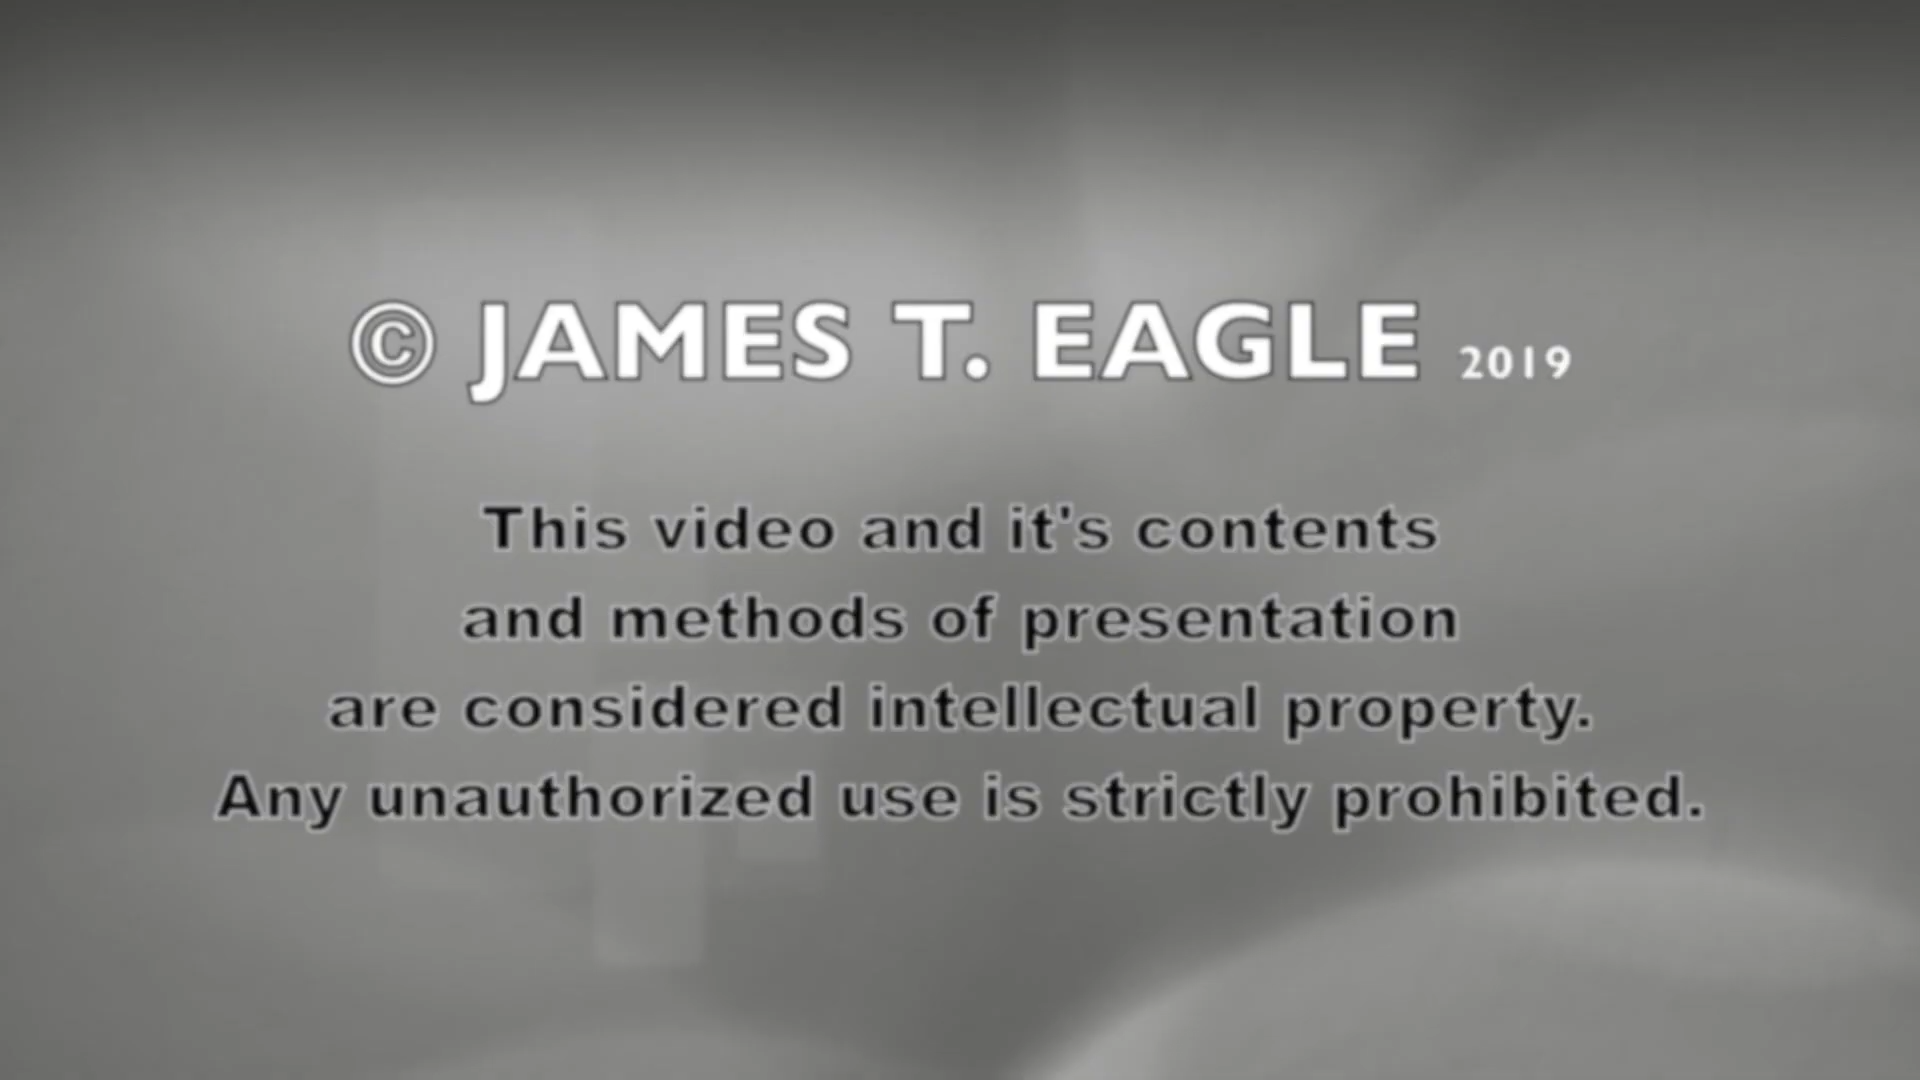 © JAMES T. EAGLE 2019
This video and it's contents
and methods of presentation
are considered intellectual property.
Any unauthorized use is strictly prohibited.